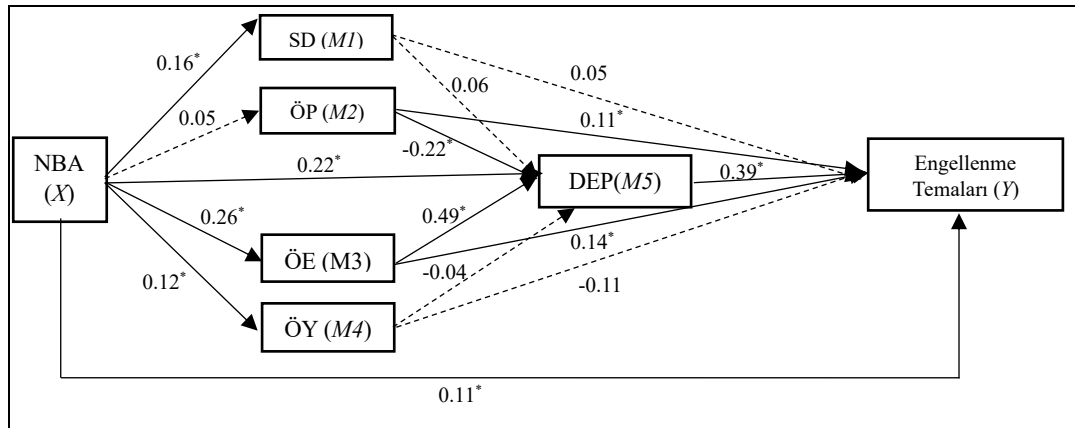 SD (M1)
0.16*
0.05
0.06
0.05
ÖP (M2)
0.11*
-0.22*
NBA
(X)
0.22*
DEP(M5)
0.39*
Engellenme
Temaları (Y)
0.26*
0.49*
ÖE (M3)
0.14*
0.12*
-0.04
-0.11
ÖY (M4)
0.11*